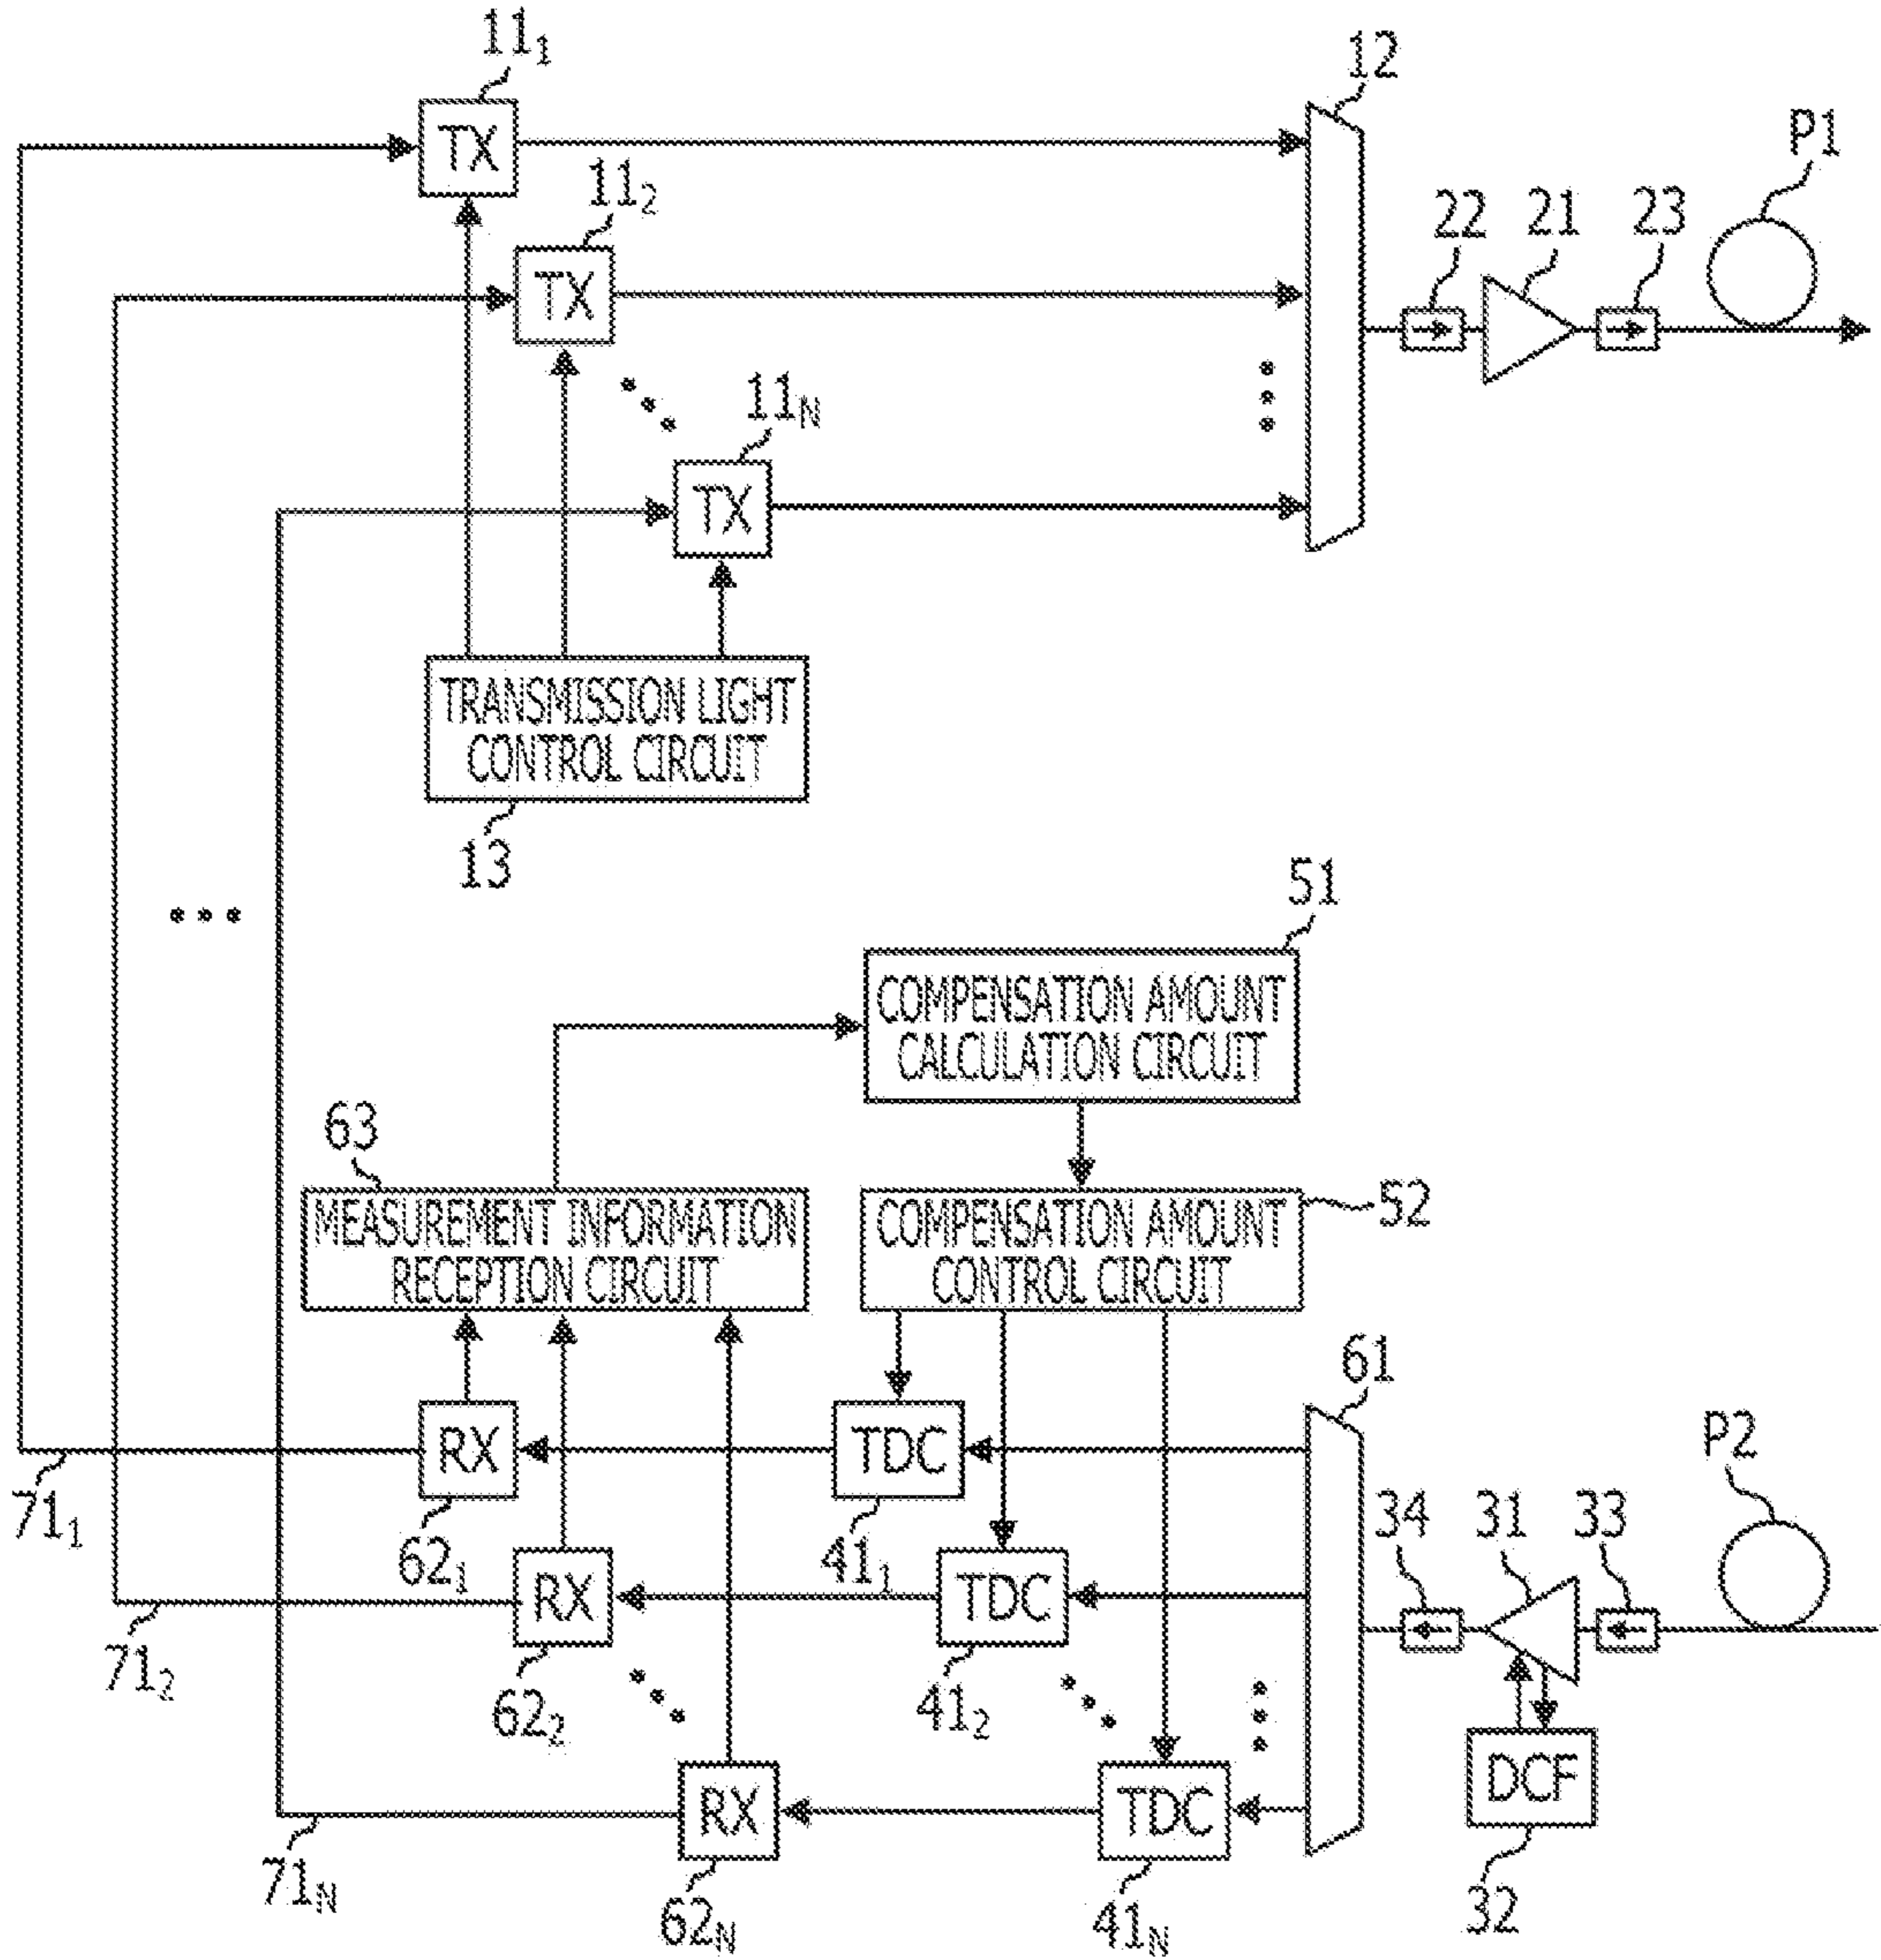 11₁
12
TX
P1
11₂
22
21
23
TX
11N
TX
TRANSMISSION LIGHT
CONTROL CIRCUIT
13
51
COMPENSATION AMOUNT
CALCULATION CIRCUIT
63
52
MEASUREMENT INFORMATION
RECEPTION CIRCUIT
COMPENSATION AMOUNT
CONTROL CIRCUIT
61
RX
TDC
P2
71₁
62₁
41₁
34
31
33
RX
TDC
71₂
62₂
41₂
RX
TDC
DCF
71N
62N
41N
32